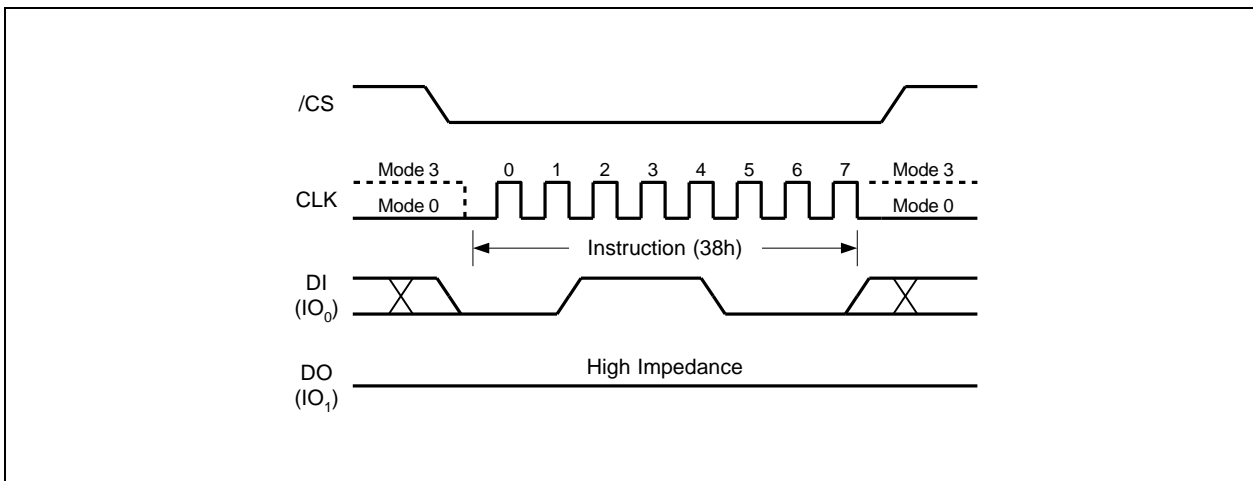 /CS
Mode 3 0 1 2 3 4 5 6 7 Mode 3
CLK
Mode 0 Mode 0
Instruction (38h)
DI
(IO0)
High Impedance
DO
(IO1)